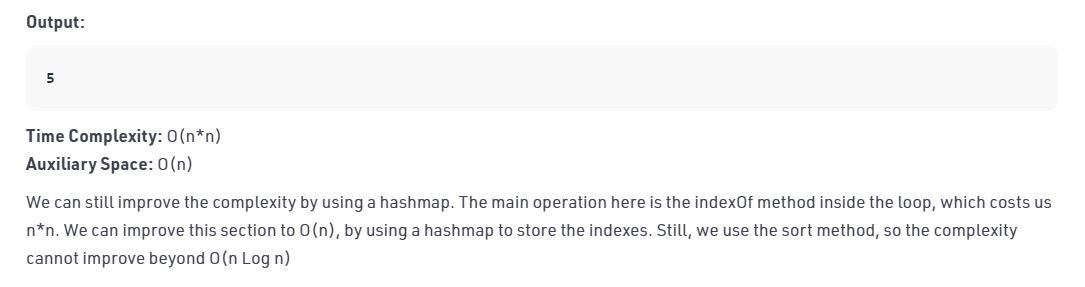 Output:
5
Time Complexity: O(n*n)
Auxiliary Space: O(n)
We can still improve the complexity by using a hashmap. The main operation here is the indexOf method inside the loop, which costs us
n*n. We can improve this section to O(n), by using a hashmap to store the indexes. Still, we use the sort method, so the complexity
cannot improve beyond O(n Log n)